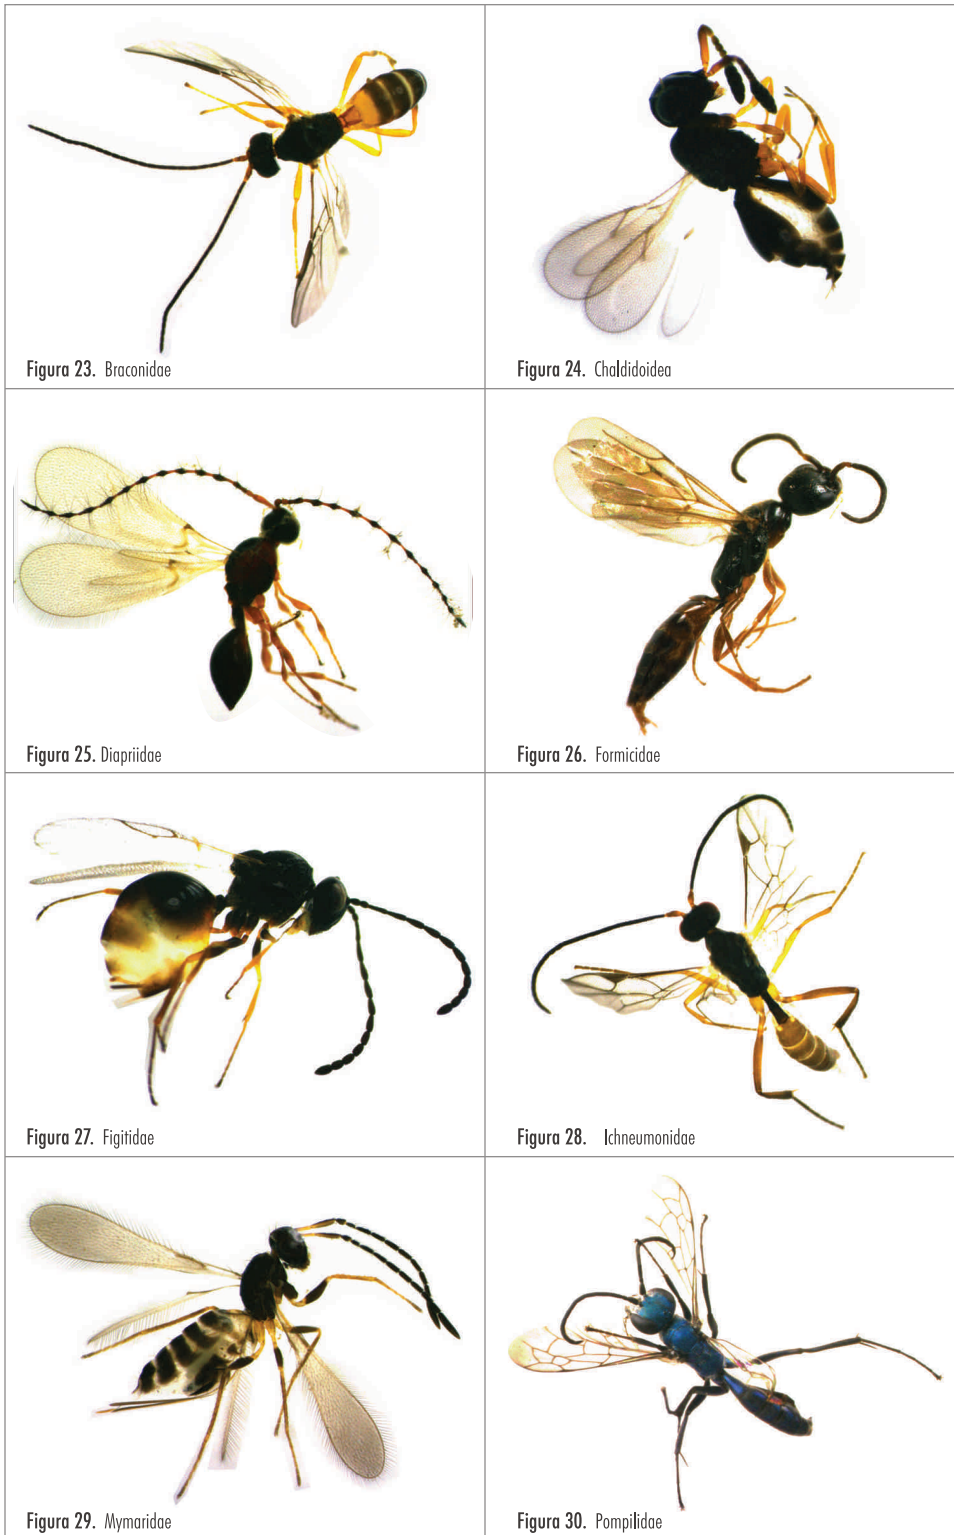 Figura 23. Braconidae
Figura 24. Chaldidoidea
Figura 25. Diapriidae
Figura 26. Formicidae
Figura 27. Figitidae
Figura 28. Ichneumonidae
Figura 29. Mymaridae
Figura 30. Pompilidae